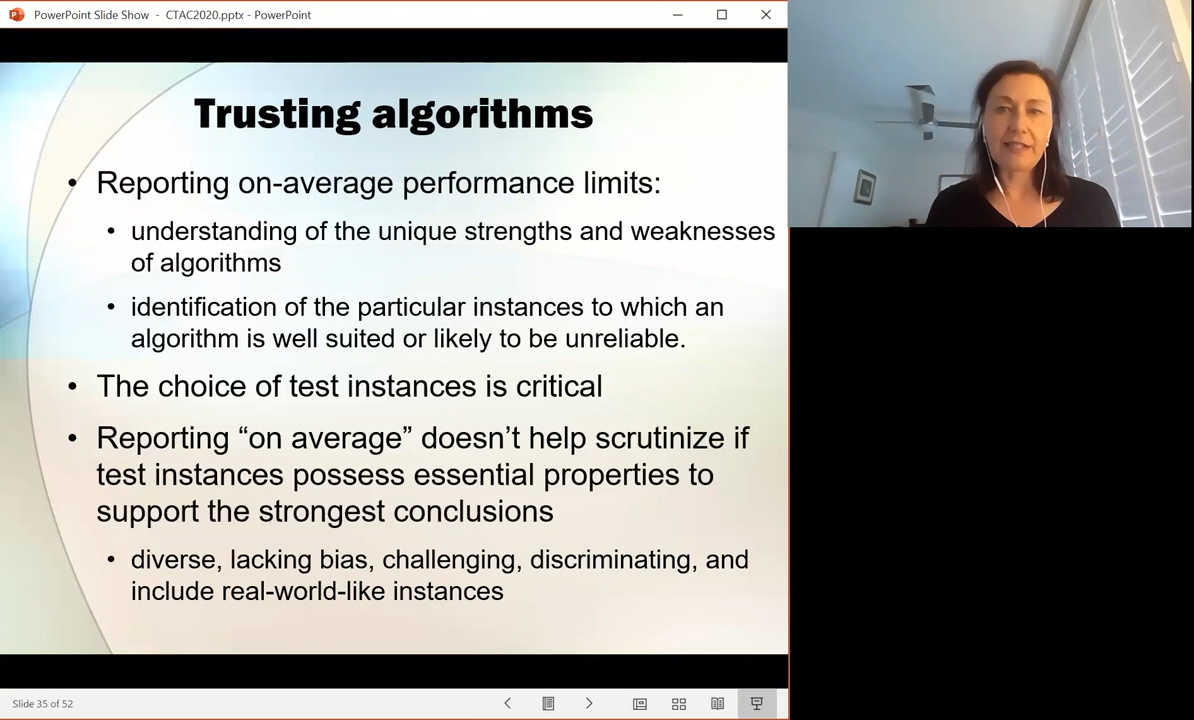 PowerPoint Slide Show - CTAC2020.pptx - PowerPoint
Trusting algorithms
• Reporting on-average performance limits:
• understanding of the unique strengths and weaknesses
of algorithms
• identification of the particular instances to which an
algorithm is well suited or likely to be unreliable.
• The choice of test instances is critical
• Reporting “on average” doesn’t help scrutinize if
test instances possess essential properties to
support the strongest conclusions
• diverse, lacking bias, challenging, discriminating, and
include real-world-like instances
Slide 35 of 52